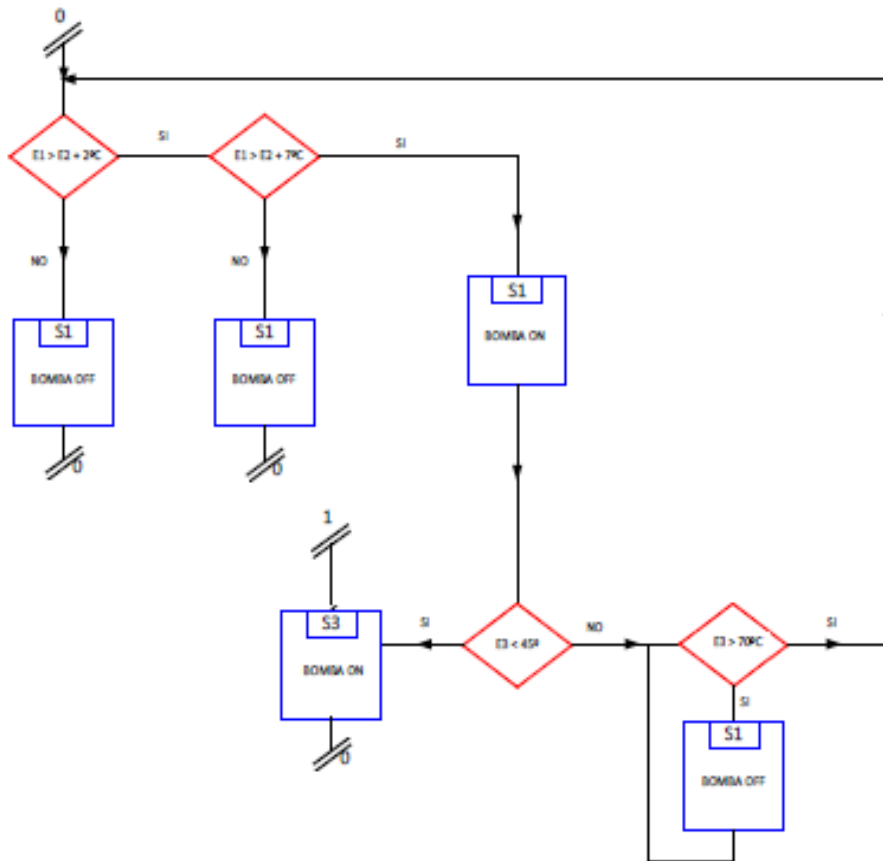 0
E1 > E2 + 2ºC
SI
E1 > E2 + 7ºC
SI
NO
NO
S1
BOMBA ON
S1
BOMBA OFF
S1
BOMBA OFF
0
0
1
S3
BOMBA ON
SI
E3 < 45º
NO
E3 > 70ºC
SI
SI
S1
BOMBA OFF
0